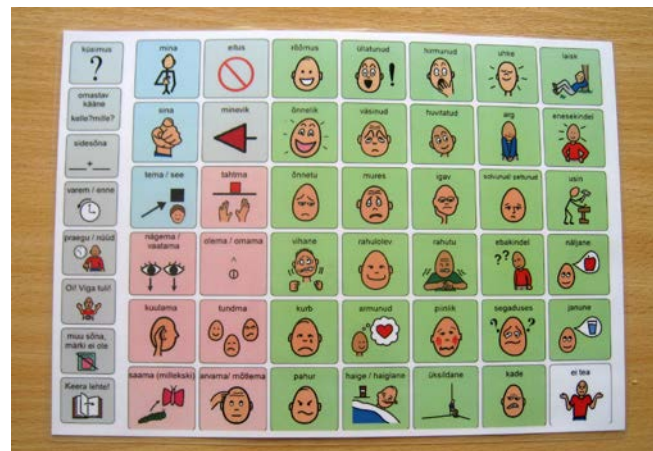 küsimus
?
omastav
kääne
kelle?mille?
sidesõna
__+__
varem / enne
praegu / nüüd
Oi! Viga tuli!
muu sõna,
märki ei ole
Keera lehte!
mina
eitus
rõõmus
üllatunud
hirmunud
uhke
laisk
sina
minevik
õnnelik
väsinud
huvitatud
arg
enesekindel
tema / see
tahtma
õnnetu
mures
igav
solvunud
usin
nägema /
vaatama
olema / omama
vihane
rahulolev
rahutu
ebakindel
näljane
kuulama
tundma
kurb
armunud
piinlik
segaduses
janune
saama (millekski)
arvama/ mõtlema
pahur
haige / haiglane
üksildane
kade
ei tea